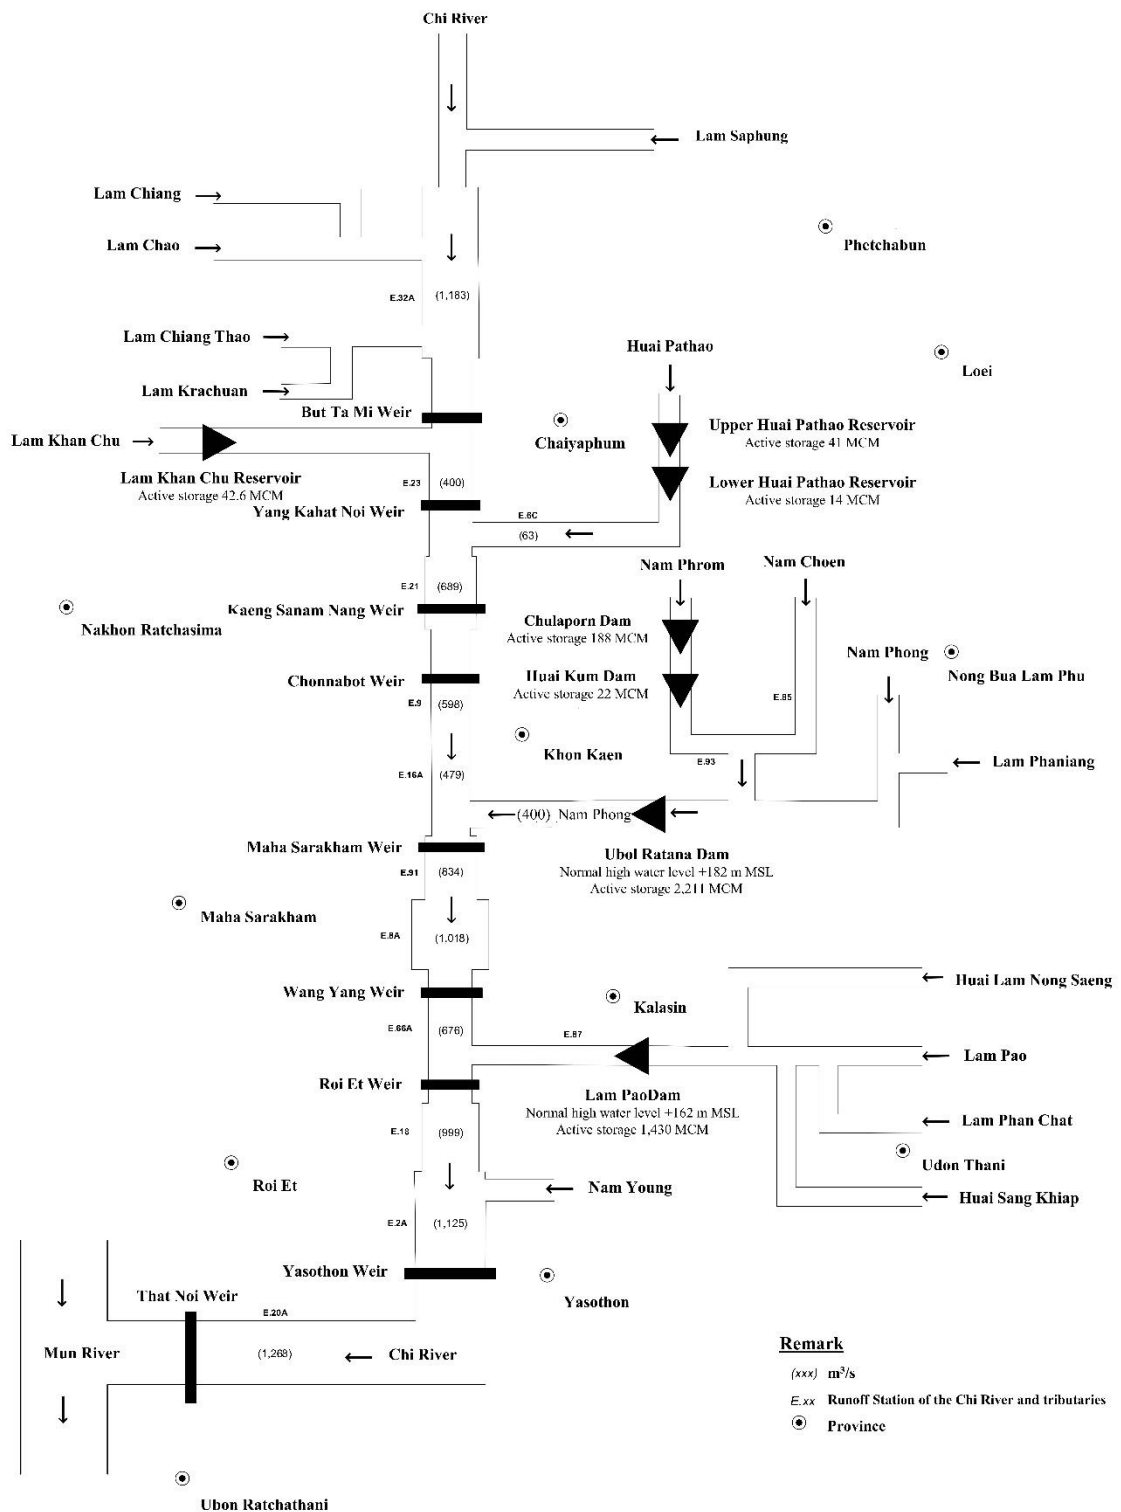 Chi River
Lam Saphung
Lam Chiang
Lam Chao
Phetchabun
E.32A
(1,183)
Lam Chiang Thao
Huai Pathao
Loei
Lam Krachuan
But Ta Mi Weir
Chaiyaphum
Upper Huai Pathao Reservoir
Active storage 41 MCM
Lam Khan Chu
Lam Khan Chu Reservoir
Active storage 42.6 MCM
E.23
(400)
Lower Huai Pathao Reservoir
Active storage 14 MCM
Yang Kahat Noi Weir
E.6C
(63)
Nam Phrom
Nam Choen
E.21
(689)
Kaeng Sanam Nang Weir
Nakhon Ratchasima
Chulaporn Dam
Active storage 188 MCM
Nam Phong
Nong Bua Lam Phu
Chonnabot Weir
Huai Kum Dam
Active storage 22 MCM
E.85
E.9
(598)
Khon Kaen
E.93
Lam Phaniang
E.16A
(479)
(400) Nam Phong
Maha Sarakham Weir
Ubol Ratana Dam
Normal high water level +182 m MSL
Active storage 2,211 MCM
E.91
(834)
Maha Sarakham
E.8A
(1.018)
Wang Yang Weir
Kalasin
Huai Lam Nong Saeng
E.66A
(676)
E.87
Lam Pao
Roi Et Weir
Lam PaoDam
Normal high water level +162 m MSL
Active storage 1,430 MCM
Lam Phan Chat
E.18
(999)
Udon Thani
Roi Et
Nam Young
Huai Sang Khiap
E.2A
(1,125)
Yasothon Weir
Yasothon
That Noi Weir
E.20A
Mun River
(1,268)
Chi River
Remark
(xxx) m³/s
E.xx Runoff Station of the Chi River and tributaries
Province
Ubon Ratchathani